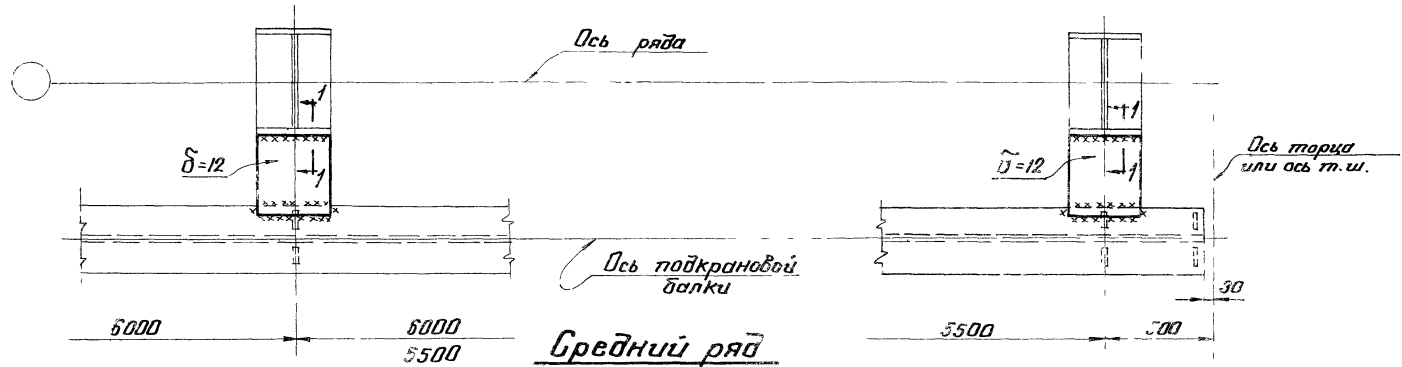 Ось ряда
1
1
1
1
δ=12
δ=12
Ось торца
или ось т.ш.
Ось подкрановой
балки
30
6000
6000
5500
5500
500
Средний ряд